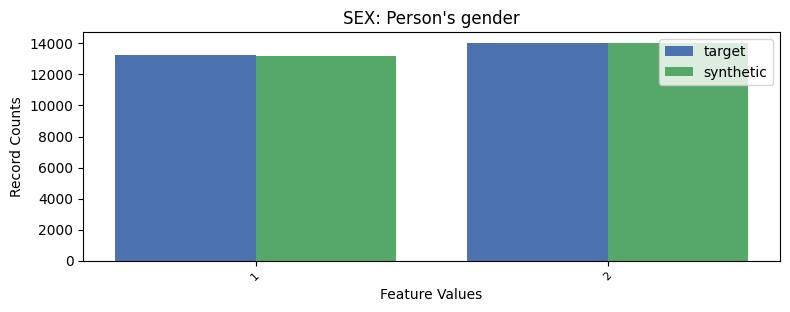 SEX: Person's gender
target
synthetic
Record Counts
14000
12000
10000
8000
6000
4000
2000
0
1
2
Feature Values